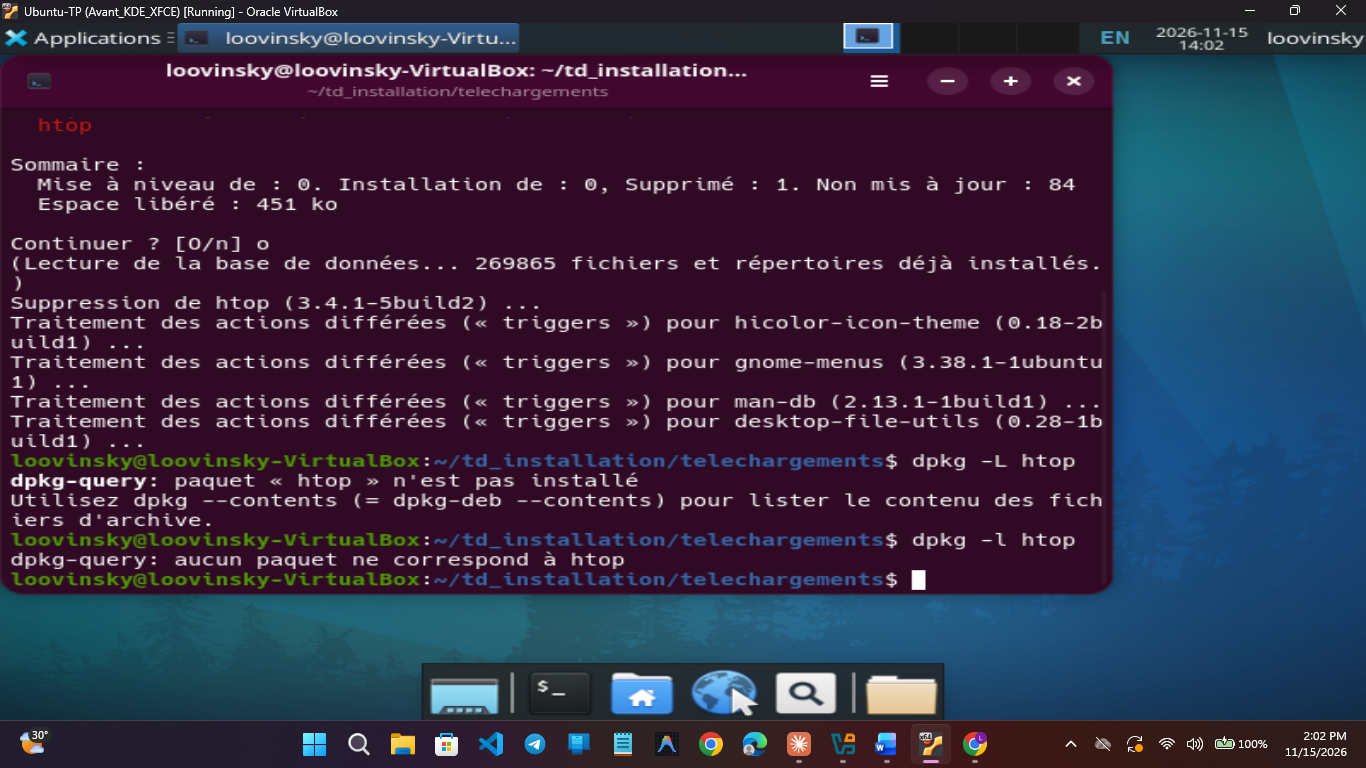 Ubuntu-TP (Avant_KDE_XFCE) [Running] - Oracle VirtualBox
Applications
loovinsky@loovinsky-Virtu...
EN
2026-11-15
14:02
loovinsky
loovinsky@loovinsky-VirtualBox: ~/td_installation...
~/td_installation/telechargements
htop
Sommaire :
Mise à niveau de : 0. Installation de : 0, Supprimé : 1. Non mis à jour : 84
Espace libéré : 451 ko
Continuer ? [O/n] o
(Lecture de la base de données... 269865 fichiers et répertoires déjà installés.
)
Suppression de htop (3.4.1-5build2) ...
Traitement des actions différées (« triggers ») pour hicolor-icon-theme (0.18-2b
uild1) ...
Traitement des actions différées (« triggers ») pour gnome-menus (3.38.1-1ubuntu
1) ...
Traitement des actions différées (« triggers ») pour man-db (2.13.1-1build1) ...
Traitement des actions différées (« triggers ») pour desktop-file-utils (0.28-1b
uild1) ...
loovinsky@loovinsky-VirtualBox:~/td_installation/telechargements$ dpkg -L htop
dpkg-query: paquet « htop » n'est pas installé
Utilisez dpkg --contents (= dpkg-deb --contents) pour lister le contenu des fich
iers d'archive.
loovinsky@loovinsky-VirtualBox:~/td_installation/telechargements$ dpkg -l htop
dpkg-query: aucun paquet ne correspond à htop
loovinsky@loovinsky-VirtualBox:~/td_installation/telechargements$
$_
30°
100%
2:02 PM
11/15/2026